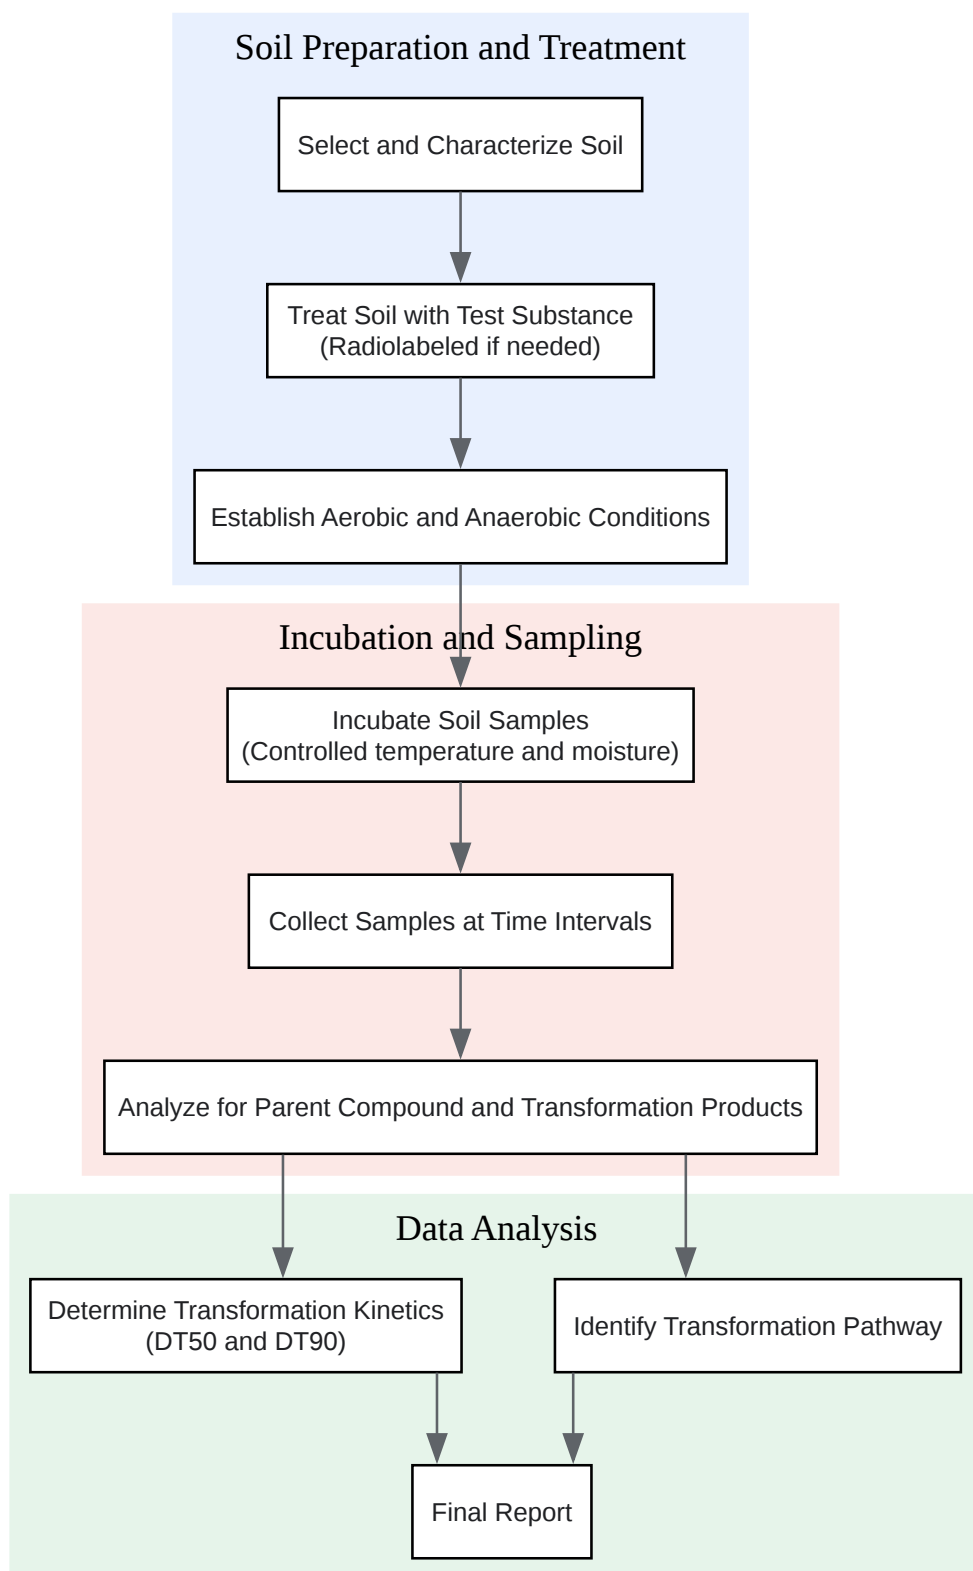 Soil Preparation and Treatment
Select and Characterize Soil
Treat Soil with Test Substance
(Radiolabeled if needed)
Establish Aerobic and Anaerobic Conditions
Incubation and Sampling
Incubate Soil Samples
(Controlled temperature and moisture)
Collect Samples at Time Intervals
Analyze for Parent Compound and Transformation Products
Data Analysis
Determine Transformation Kinetics
(DT50 and DT90)
Identify Transformation Pathway
Final Report